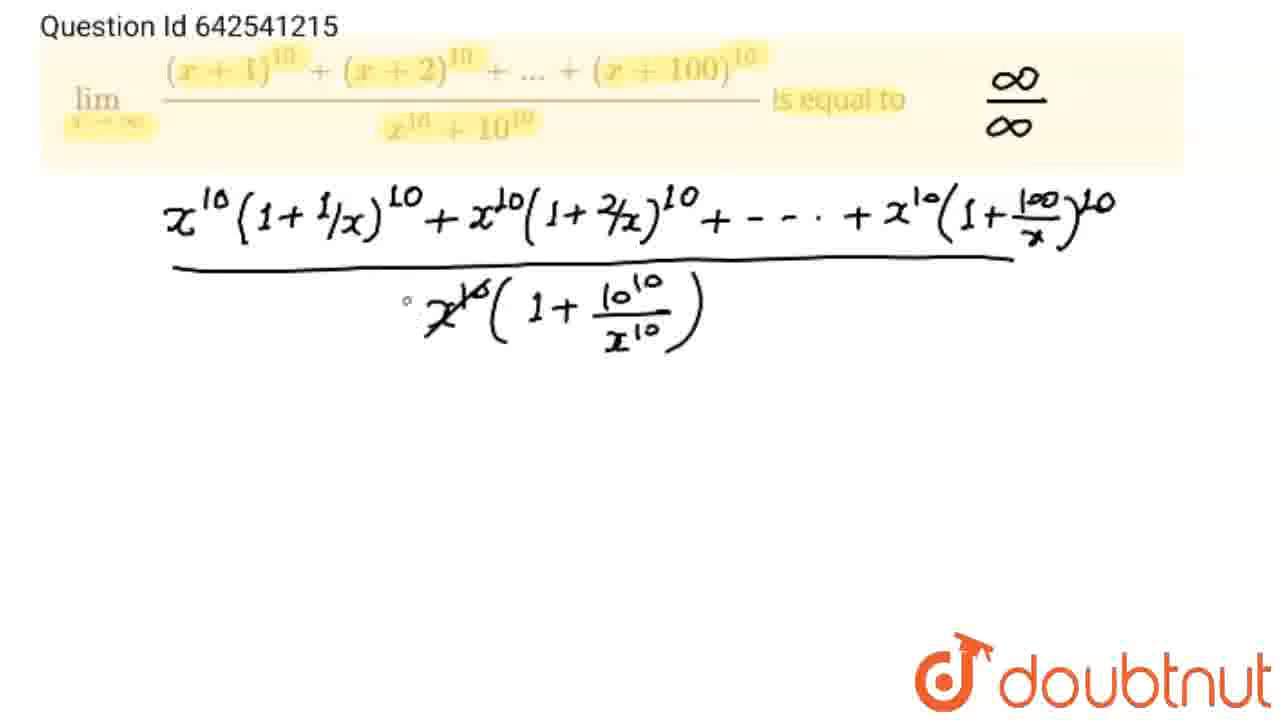 Question Id 642541215
lim x→∞ ((x + 1)^10 + (x + 2)^10 + ... + (x + 100)^10) / (x^10 + 10^10) is equal to ∞/∞
(x^10 (1 + 1/x)^10 + x^10 (1 + 2/x)^10 + - - - . + x^10 (1 + 100/x)^10) / (x^10 (1 + 10^10/x^10))
doubtnut